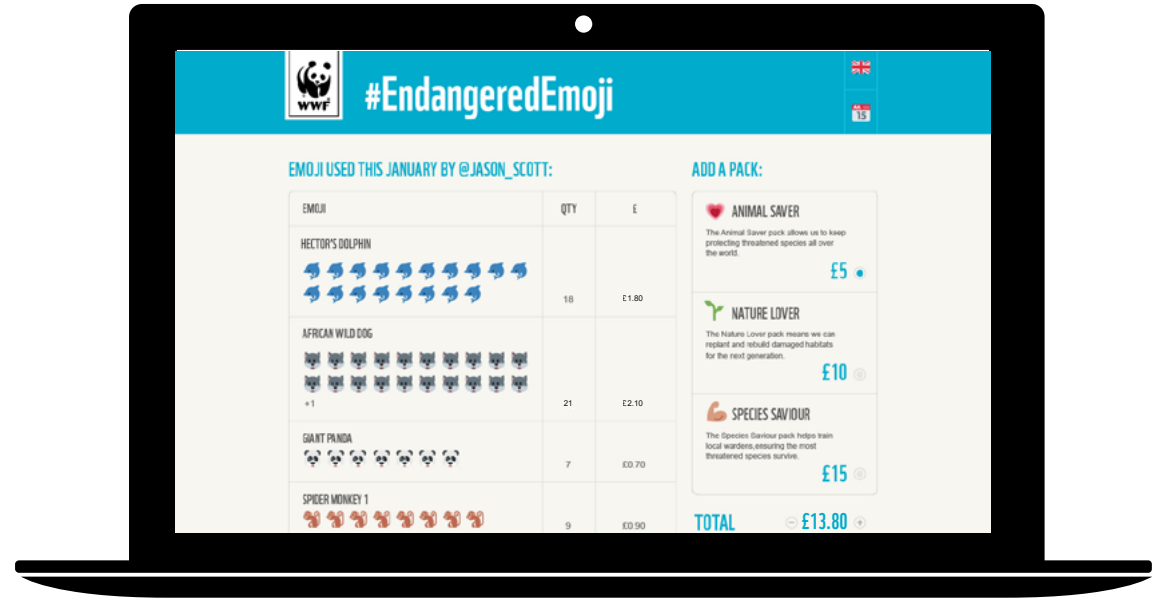 WWF
#EndangeredEmoji
15
EMOJI USED THIS JANUARY BY @JASON_SCOTT:
EMOJI QTY £
HECTOR'S DOLPHIN
18 £1.80
AFRICAN WILD DOG
+1
21 £2.10
GIANT PANDA
7 £0.70
SPIDER MONKEY 1
9 £0.90
ADD A PACK:
ANIMAL SAVER
The Animal Saver pack allows us to keep
protecting threatened species all over
the world.
£5
NATURE LOVER
The Nature Lover pack means we can
replant and rebuild damaged habitats
for the next generation.
£10
SPECIES SAVIOUR
The Species Saviour pack helps train
local wardens,ensuring the most
threatened species survive.
£15
TOTAL − £13.80 +